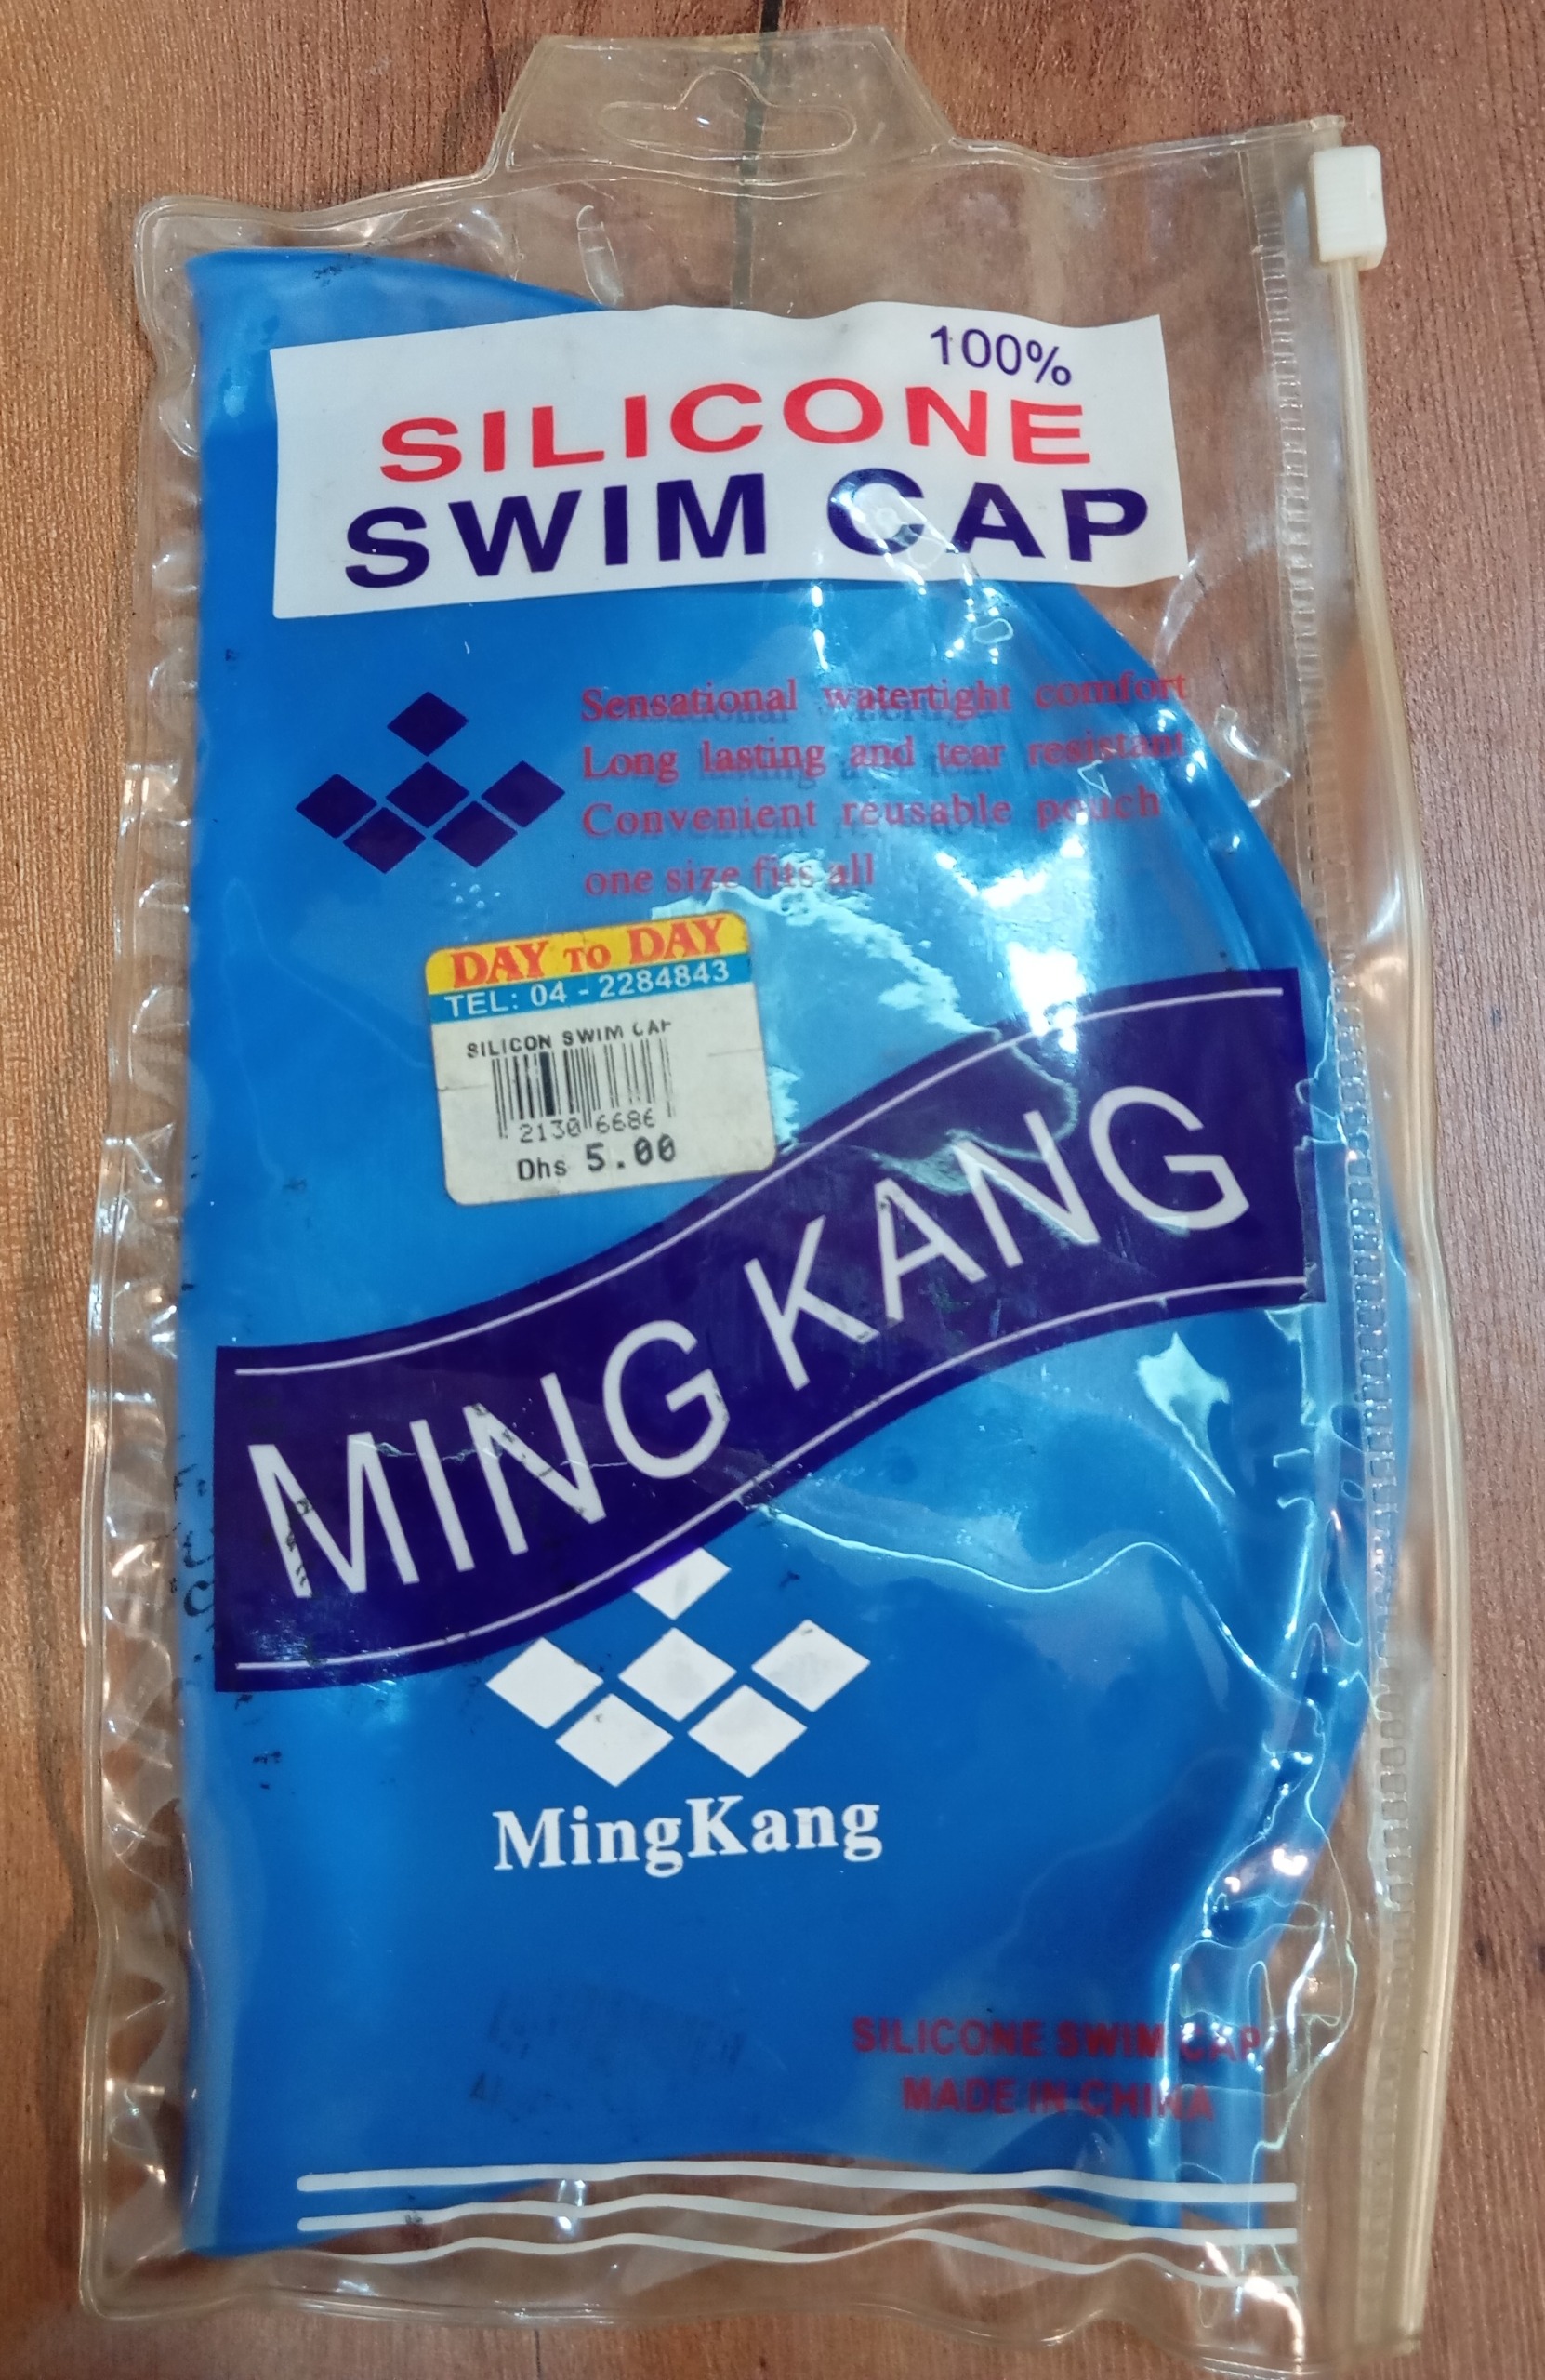 100%
SILICONE
SWIM CAP
Sensational watertight comfort
Long lasting and tear resistant
Convenient reusable pouch
one size fits all
DAY TO DAY
TEL: 04 - 2284843
SILICON SWIM CAP
2130 6686
Dhs 5.00
MING KANG
MingKang
SILICONE SWIM CAP
MADE IN CHINA